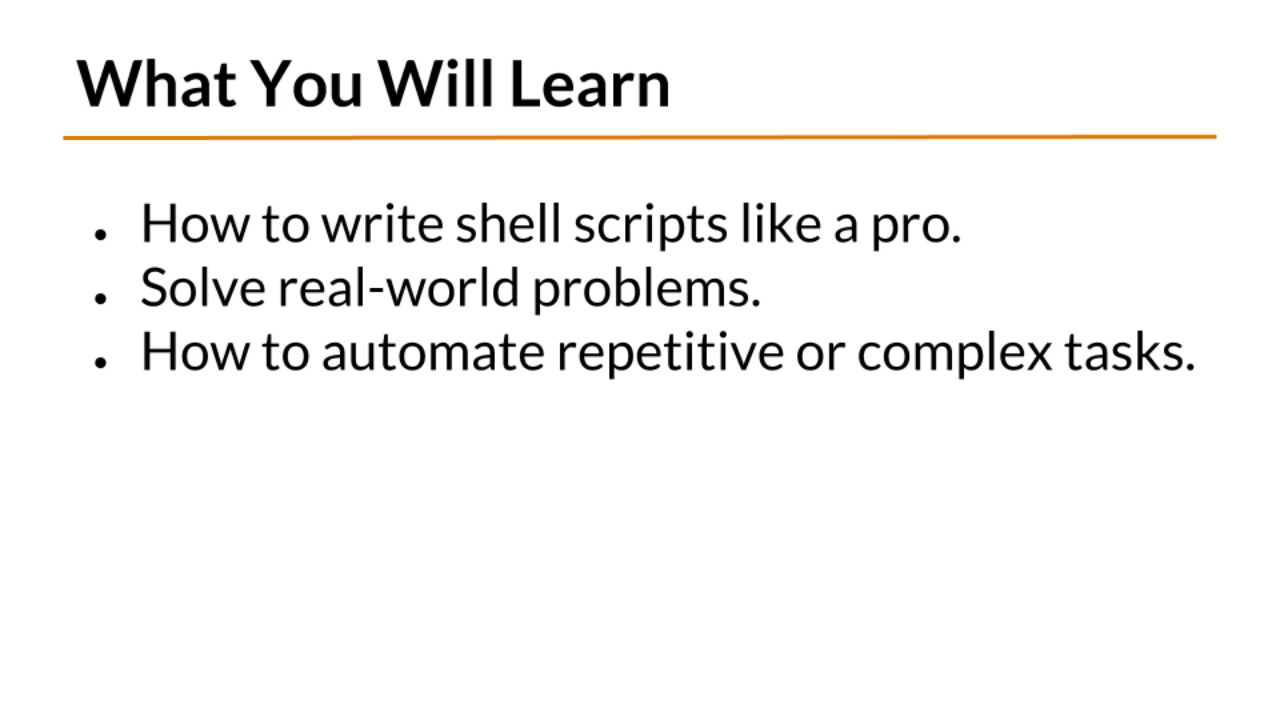 What You Will Learn
• How to write shell scripts like a pro.
• Solve real-world problems.
• How to automate repetitive or complex tasks.